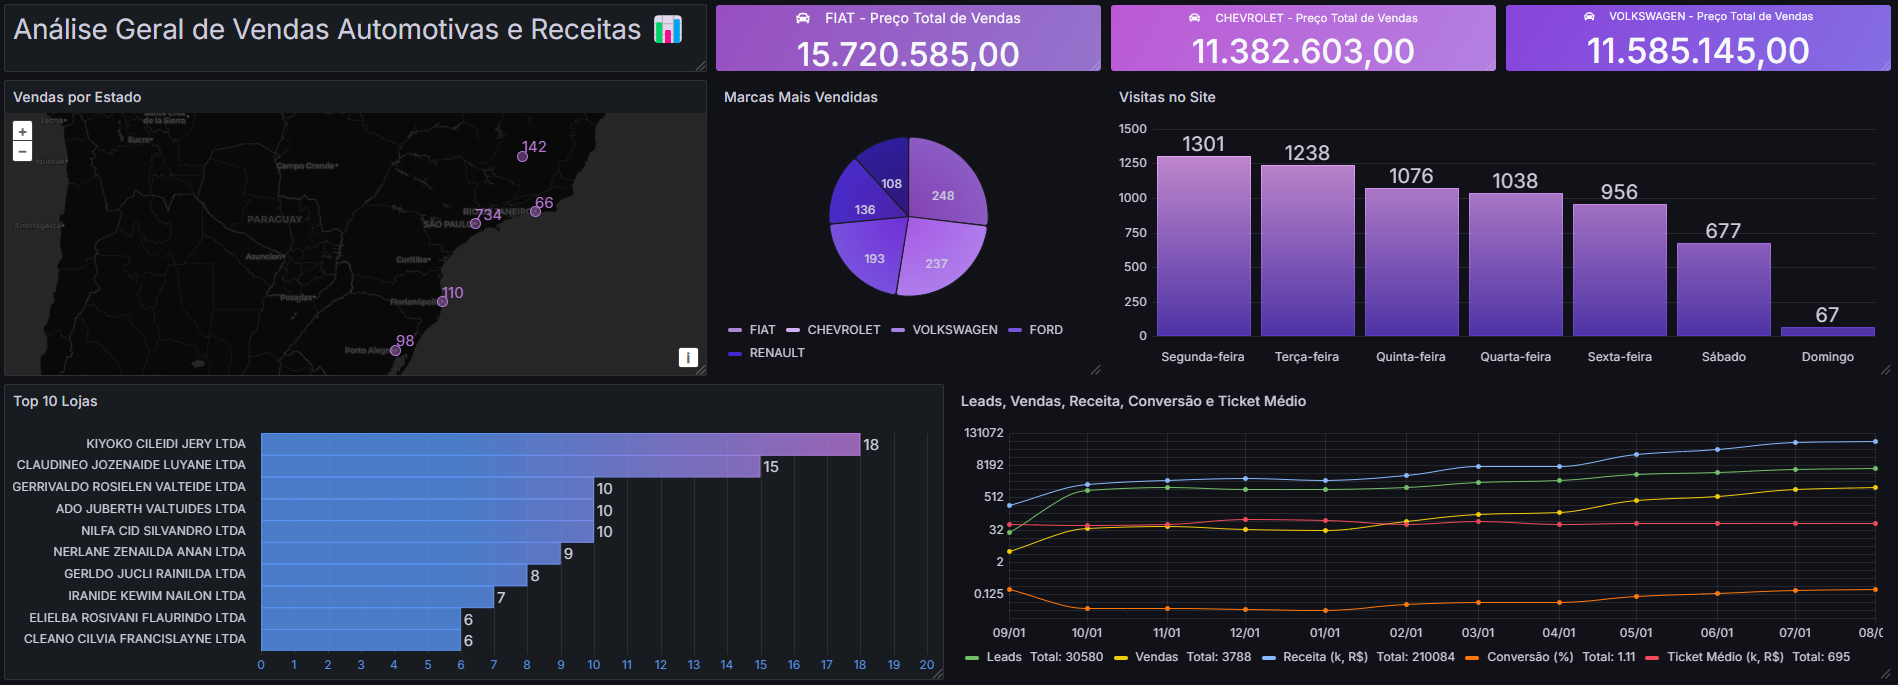 Análise Geral de Vendas Automotivas e Receitas
FIAT - Preço Total de Vendas
15.720.585,00
CHEVROLET - Preço Total de Vendas
11.382.603,00
VOLKSWAGEN - Preço Total de Vendas
11.585.145,00
Vendas por Estado
+
−
Tacna
de la Sierra
Sucre
Iquique
Campo Grande
142
66
RIO DE JANEIRO
734
SÃO PAULO
PARAGUAY
Antofagasta
Asuncion
Curitiba
Posadas
Florianópolis
110
Porto Alegre
98
i
Marcas Mais Vendidas
108
248
136
193
237
FIAT CHEVROLET VOLKSWAGEN FORD
RENAULT
Visitas no Site
1500
1250
1000
750
500
250
0
1301
1238
1076
1038
956
677
67
Segunda-feira Terça-feira Quinta-feira Quarta-feira Sexta-feira Sábado Domingo
Top 10 Lojas
KIYOKO CILEIDI JERY LTDA 18
CLAUDINEO JOZENAIDE LUYANE LTDA 15
GERRIVALDO ROSIELEN VALTEIDE LTDA 10
ADO JUBERTH VALTUIDES LTDA 10
NILFA CID SILVANDRO LTDA 10
NERLANE ZENAILDA ANAN LTDA 9
GERLDO JUCLI RAINILDA LTDA 8
IRANIDE KEWIM NAILON LTDA 7
ELIELBA ROSIVANI FLAURINDO LTDA 6
CLEANO CILVIA FRANCISLAYNE LTDA 6
0 1 2 3 4 5 6 7 8 9 10 11 12 13 14 15 16 17 18 19 20
Leads, Vendas, Receita, Conversão e Ticket Médio
131072
8192
512
32
2
0.125
09/01 10/01 11/01 12/01 01/01 02/01 03/01 04/01 05/01 06/01 07/01 08/0
Leads Total: 30580 Vendas Total: 3788 Receita (k, R$) Total: 210084 Conversão (%) Total: 1.11 Ticket Médio (k, R$) Total: 695